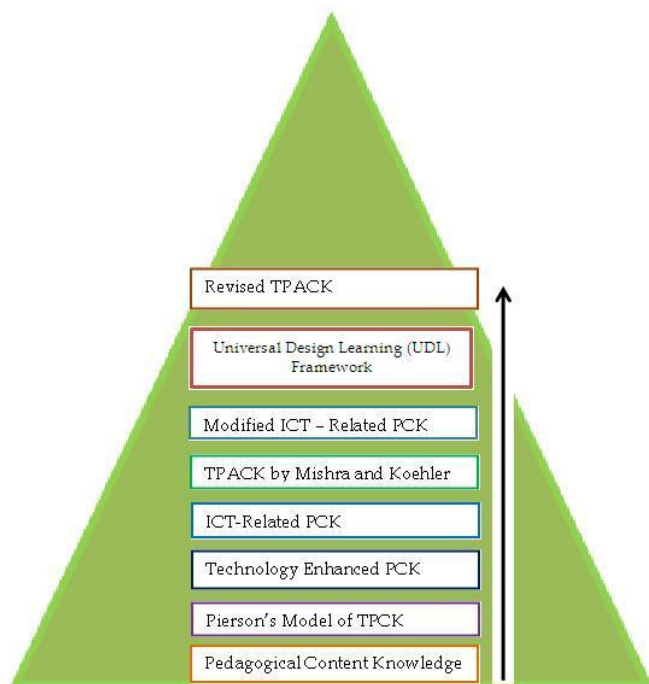 Revised TPACK
Universal Design Learning (UDL)
Framework
Modified ICT – Related PCK
TPACK by Mishra and Koehler
ICT-Related PCK
Technology Enhanced PCK
Pierson’s Model of TPCK
Pedagogical Content Knowledge